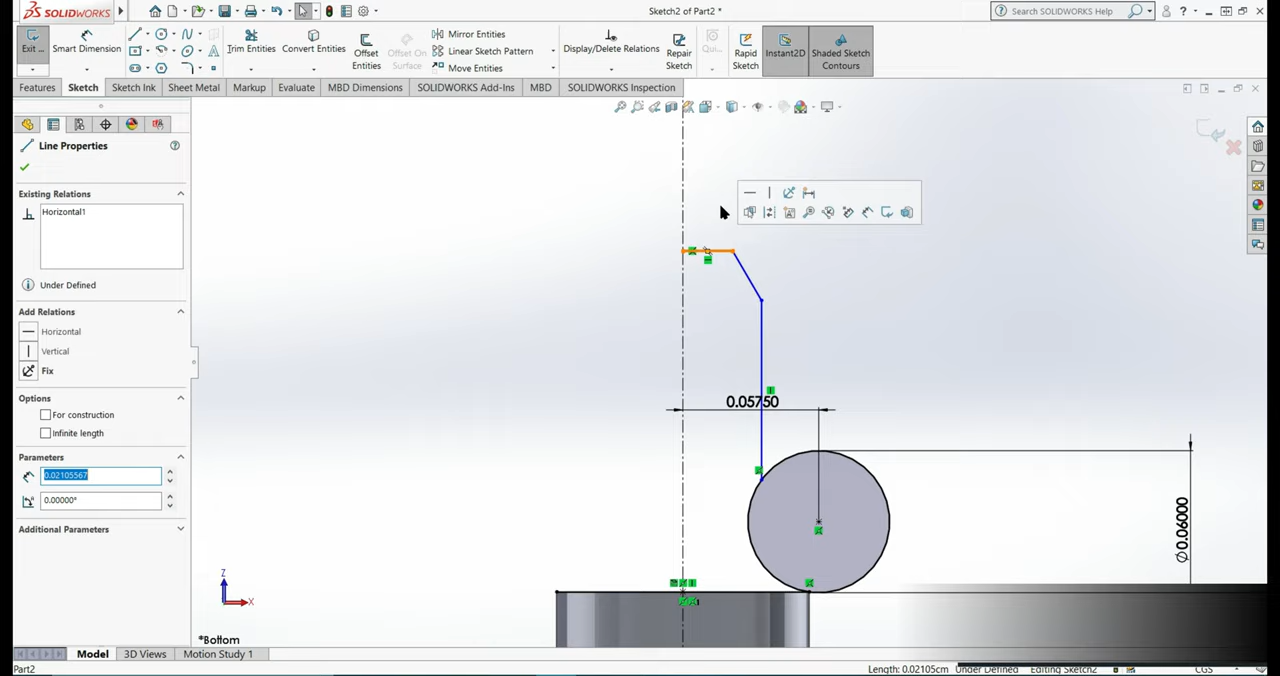 SOLIDWORKS
Sketch2 of Part2 *
Search SOLIDWORKS Help
Exit ...
Smart Dimension
Trim Entities
Convert Entities
Offset Entities
Offset On Surface
Mirror Entities
Linear Sketch Pattern
Move Entities
Display/Delete Relations
Repair Sketch
Qui...
Rapid Sketch
Instant2D
Shaded Sketch Contours
Features
Sketch
Sketch Ink
Sheet Metal
Markup
Evaluate
MBD Dimensions
SOLIDWORKS Add-Ins
MBD
SOLIDWORKS Inspection
Line Properties
Existing Relations
Horizontal1
Under Defined
Add Relations
Horizontal
Vertical
Fix
Options
For construction
Infinite length
Parameters
0.02105567
0.00000°
Additional Parameters
0.05750
∅0.06000
Z
X
*Bottom
Model
3D Views
Motion Study 1
Part2
Length: 0.02105cm
Under Defined
Editing Sketch2
CGS